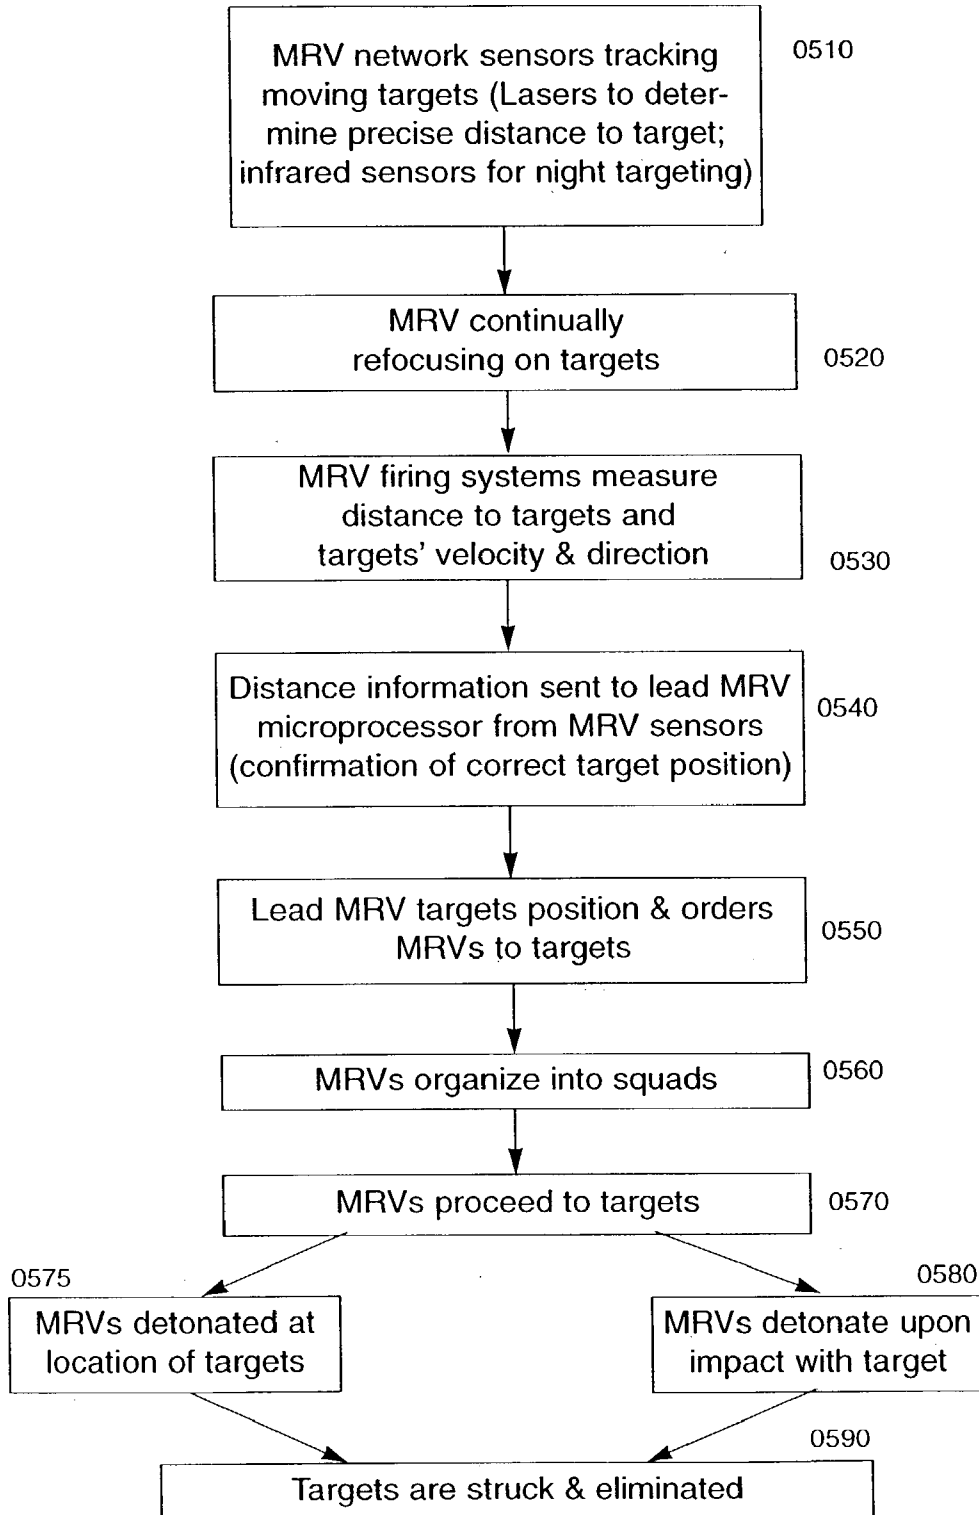 MRV network sensors tracking
moving targets (Lasers to deter-
mine precise distance to target;
infrared sensors for night targeting)
0510
MRV continually
refocusing on targets
0520
MRV firing systems measure
distance to targets and
targets' velocity & direction
0530
Distance information sent to lead MRV
microprocessor from MRV sensors
(confirmation of correct target position)
0540
Lead MRV targets position & orders
MRVs to targets
0550
MRVs organize into squads
0560
MRVs proceed to targets
0570
0575
MRVs detonated at
location of targets
0580
MRVs detonate upon
impact with target
0590
Targets are struck & eliminated